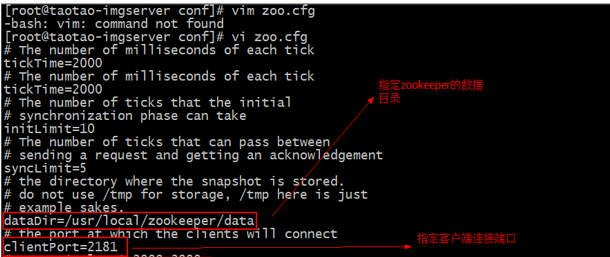 [root@taotao-imgserver conf]# vim zoo.cfg
-bash: vim: command not found
[root@taotao-imgserver conf]# vi zoo.cfg
# The number of milliseconds of each tick
tickTime=2000
# The number of milliseconds of each tick
tickTime=2000
# The number of ticks that the initial
# synchronization phase can take
initLimit=10
# The number of ticks that can pass between
# sending a request and getting an acknowledgement
syncLimit=5
# the directory where the snapshot is stored.
# do not use /tmp for storage, /tmp here is just
# example sakes.
dataDir=/usr/local/zookeeper/data
# the port at which the clients will connect
clientPort=2181
指定zookeeper的数据
目录
指定客户端连接端口